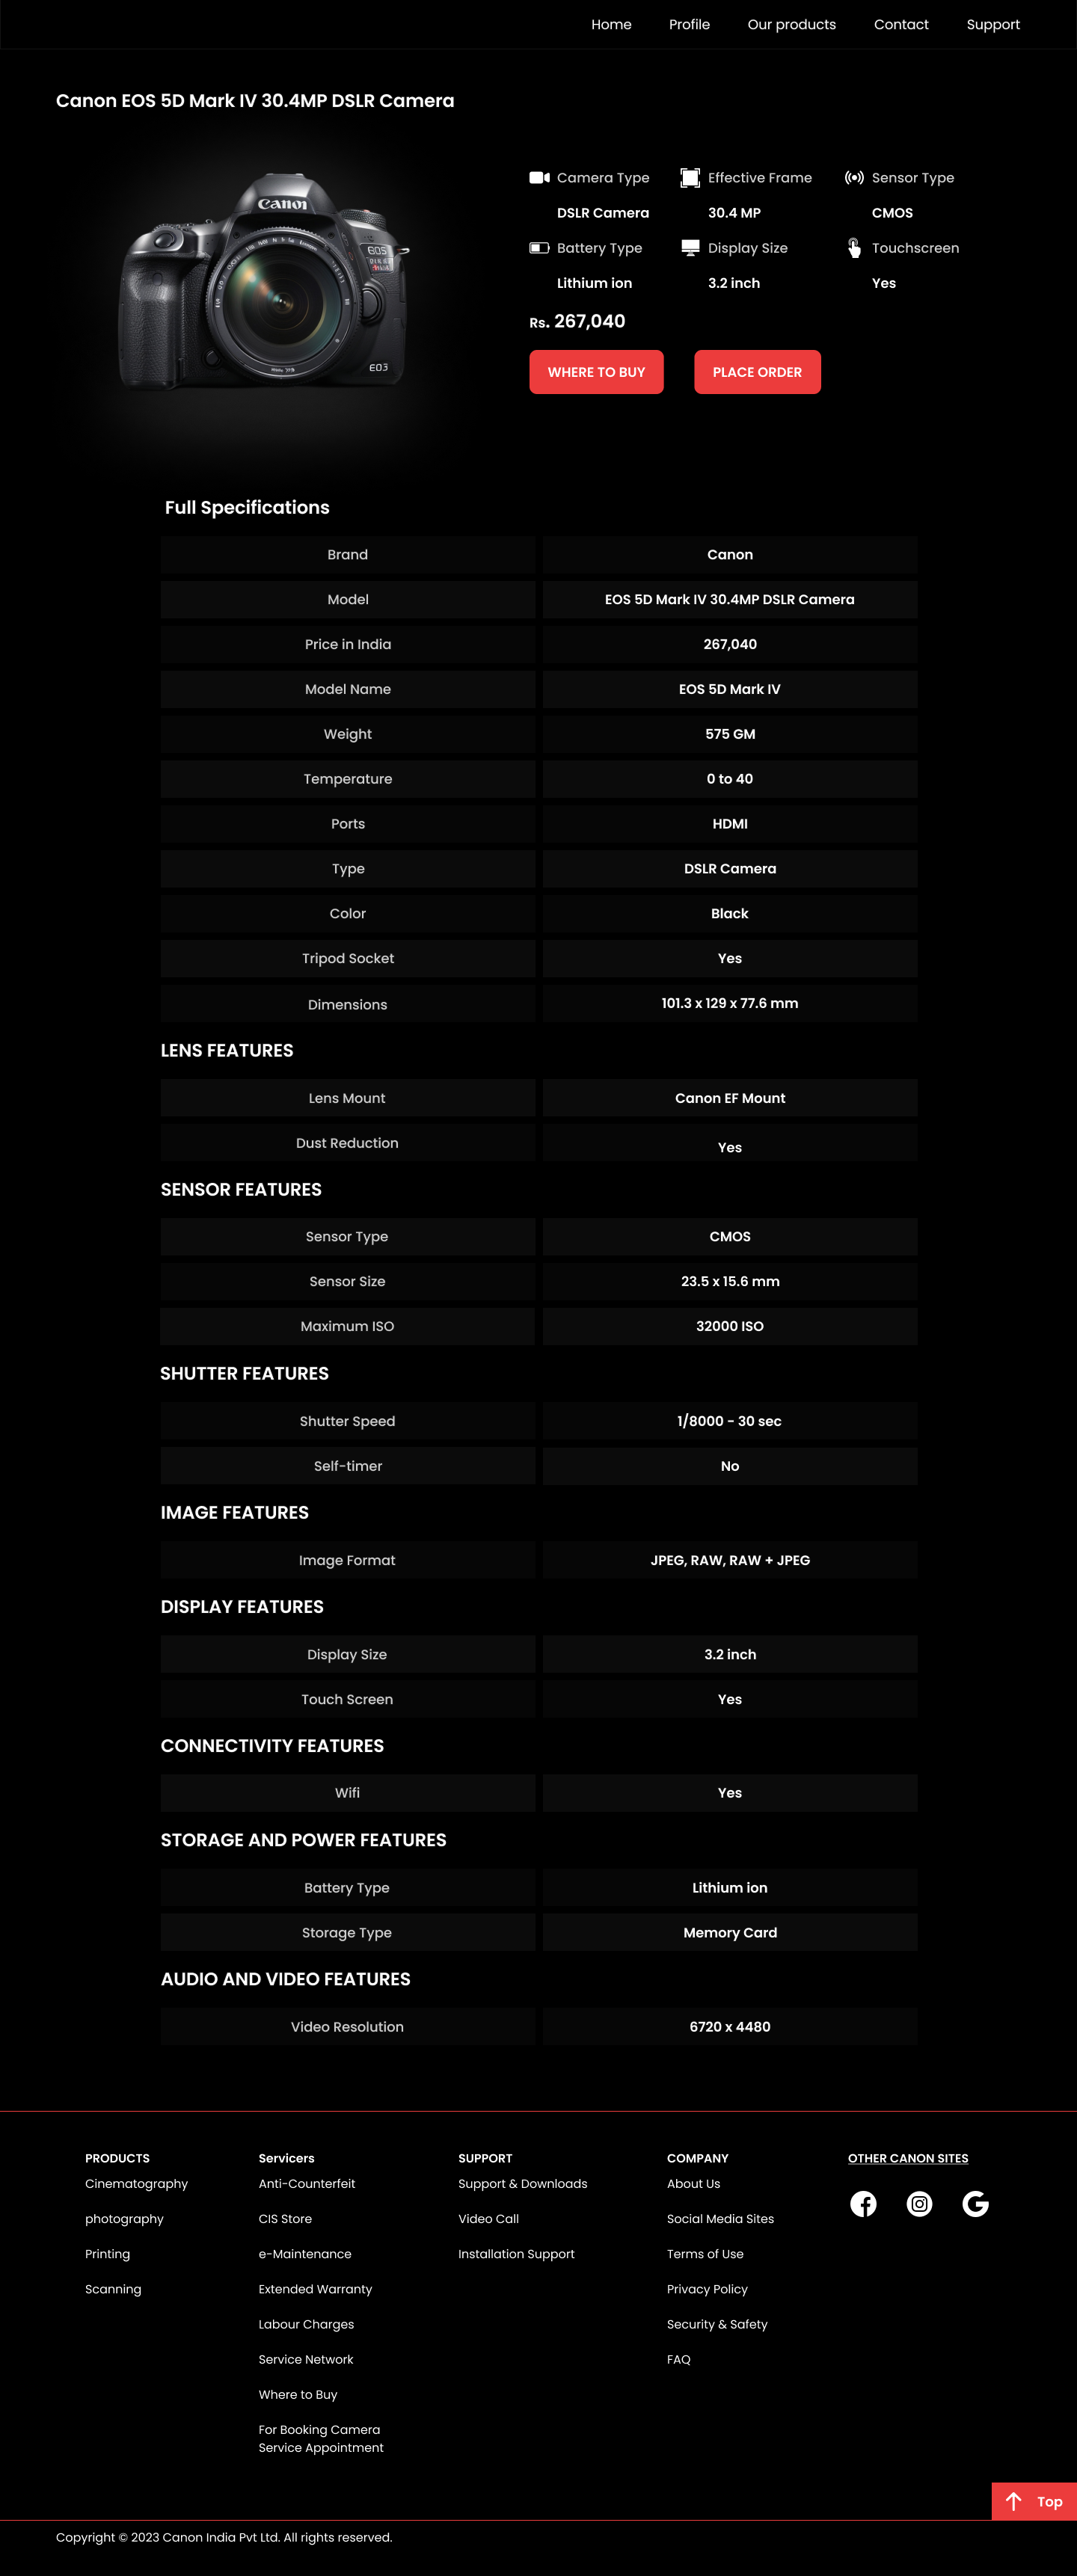 Home Profile Our products Contact Support
Canon EOS 5D Mark IV 30.4MP DSLR Camera
Canon
EOS
5D
Camera Type Effective Frame Sensor Type
DSLR Camera 30.4 MP CMOS
Battery Type Display Size Touchscreen
Lithium ion 3.2 inch Yes
Rs. 267,040
WHERE TO BUY PLACE ORDER
Full Specifications
Brand Canon
Model EOS 5D Mark IV 30.4MP DSLR Camera
Price in India 267,040
Model Name EOS 5D Mark IV
Weight 575 GM
Temperature 0 to 40
Ports HDMI
Type DSLR Camera
Color Black
Tripod Socket Yes
Dimensions 101.3 x 129 x 77.6 mm
LENS FEATURES
Lens Mount Canon EF Mount
Dust Reduction Yes
SENSOR FEATURES
Sensor Type CMOS
Sensor Size 23.5 x 15.6 mm
Maximum ISO 32000 ISO
SHUTTER FEATURES
Shutter Speed 1/8000 - 30 sec
Self-timer No
IMAGE FEATURES
Image Format JPEG, RAW, RAW + JPEG
DISPLAY FEATURES
Display Size 3.2 inch
Touch Screen Yes
CONNECTIVITY FEATURES
Wifi Yes
STORAGE AND POWER FEATURES
Battery Type Lithium ion
Storage Type Memory Card
AUDIO AND VIDEO FEATURES
Video Resolution 6720 x 4480
PRODUCTS
Cinematography
photography
Printing
Scanning
Servicers
Anti-Counterfeit
CIS Store
e-Maintenance
Extended Warranty
Labour Charges
Service Network
Where to Buy
For Booking Camera
Service Appointment
SUPPORT
Support & Downloads
Video Call
Installation Support
COMPANY
About Us
Social Media Sites
Terms of Use
Privacy Policy
Security & Safety
FAQ
OTHER CANON SITES
Top
Copyright © 2023 Canon India Pvt Ltd. All rights reserved.